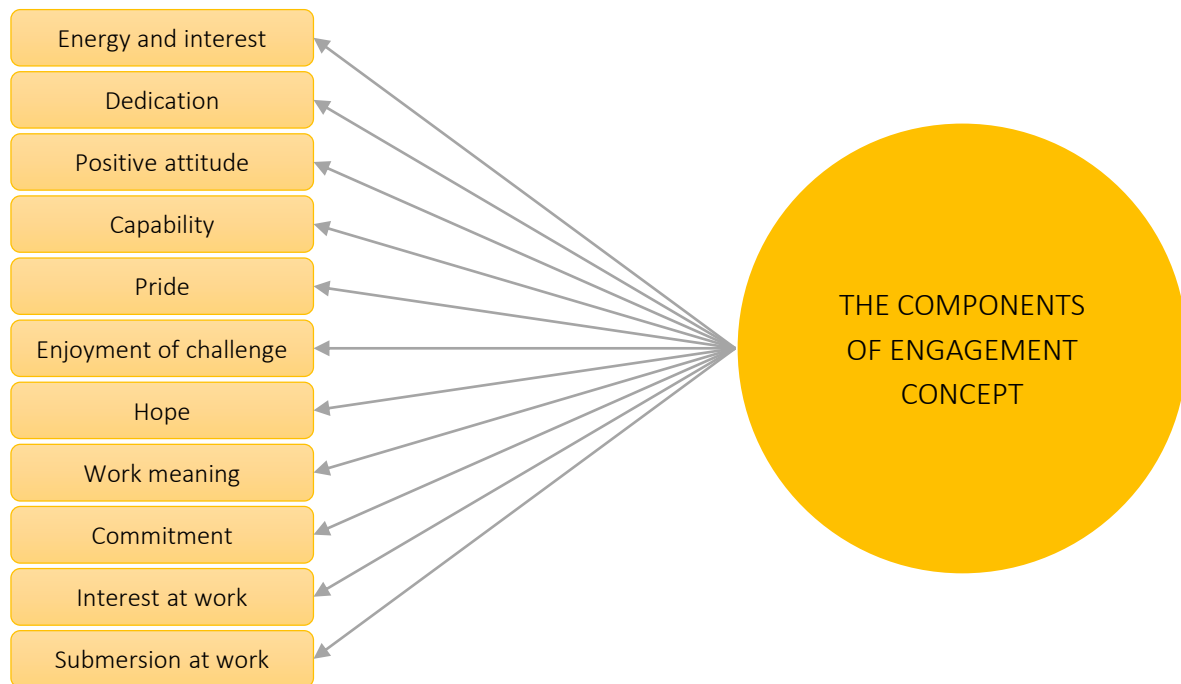 Energy and interest
Dedication
Positive attitude
Capability
Pride
Enjoyment of challenge
Hope
Work meaning
Commitment
Interest at work
Submersion at work
THE COMPONENTS
OF ENGAGEMENT
CONCEPT